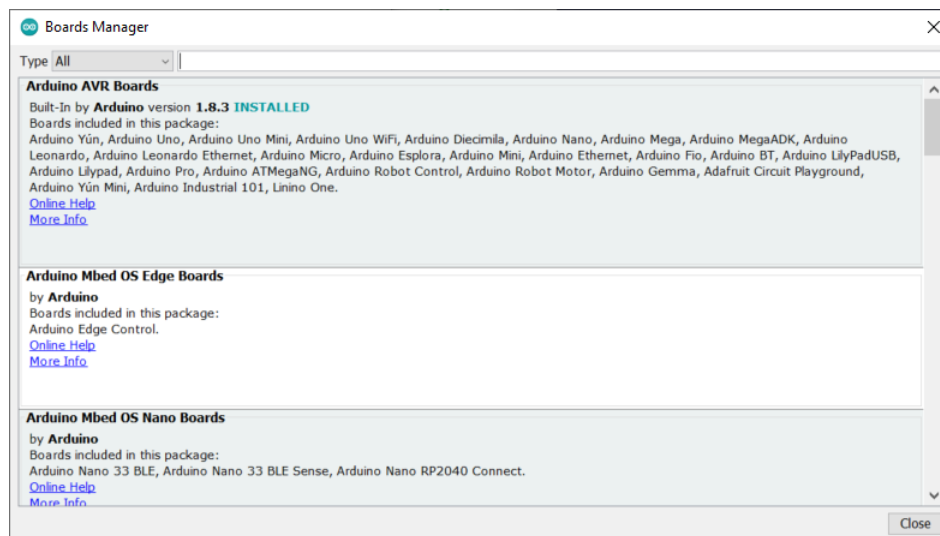 Boards Manager
Type All
Arduino AVR Boards
Built-In by Arduino version 1.8.3 INSTALLED
Boards included in this package:
Arduino Yún, Arduino Uno, Arduino Uno Mini, Arduino Uno WiFi, Arduino Diecimila, Arduino Nano, Arduino Mega, Arduino MegaADK, Arduino
Leonardo, Arduino Leonardo Ethernet, Arduino Micro, Arduino Esplora, Arduino Mini, Arduino Ethernet, Arduino Fio, Arduino BT, Arduino LilyPadUSB,
Arduino Lilypad, Arduino Pro, Arduino ATMegaNG, Arduino Robot Control, Arduino Robot Motor, Arduino Gemma, Adafruit Circuit Playground,
Arduino Yún Mini, Arduino Industrial 101, Linino One.
Online Help
More Info
Arduino Mbed OS Edge Boards
by Arduino
Boards included in this package:
Arduino Edge Control.
Online Help
More Info
Arduino Mbed OS Nano Boards
by Arduino
Boards included in this package:
Arduino Nano 33 BLE, Arduino Nano 33 BLE Sense, Arduino Nano RP2040 Connect.
Online Help
More Info
Close